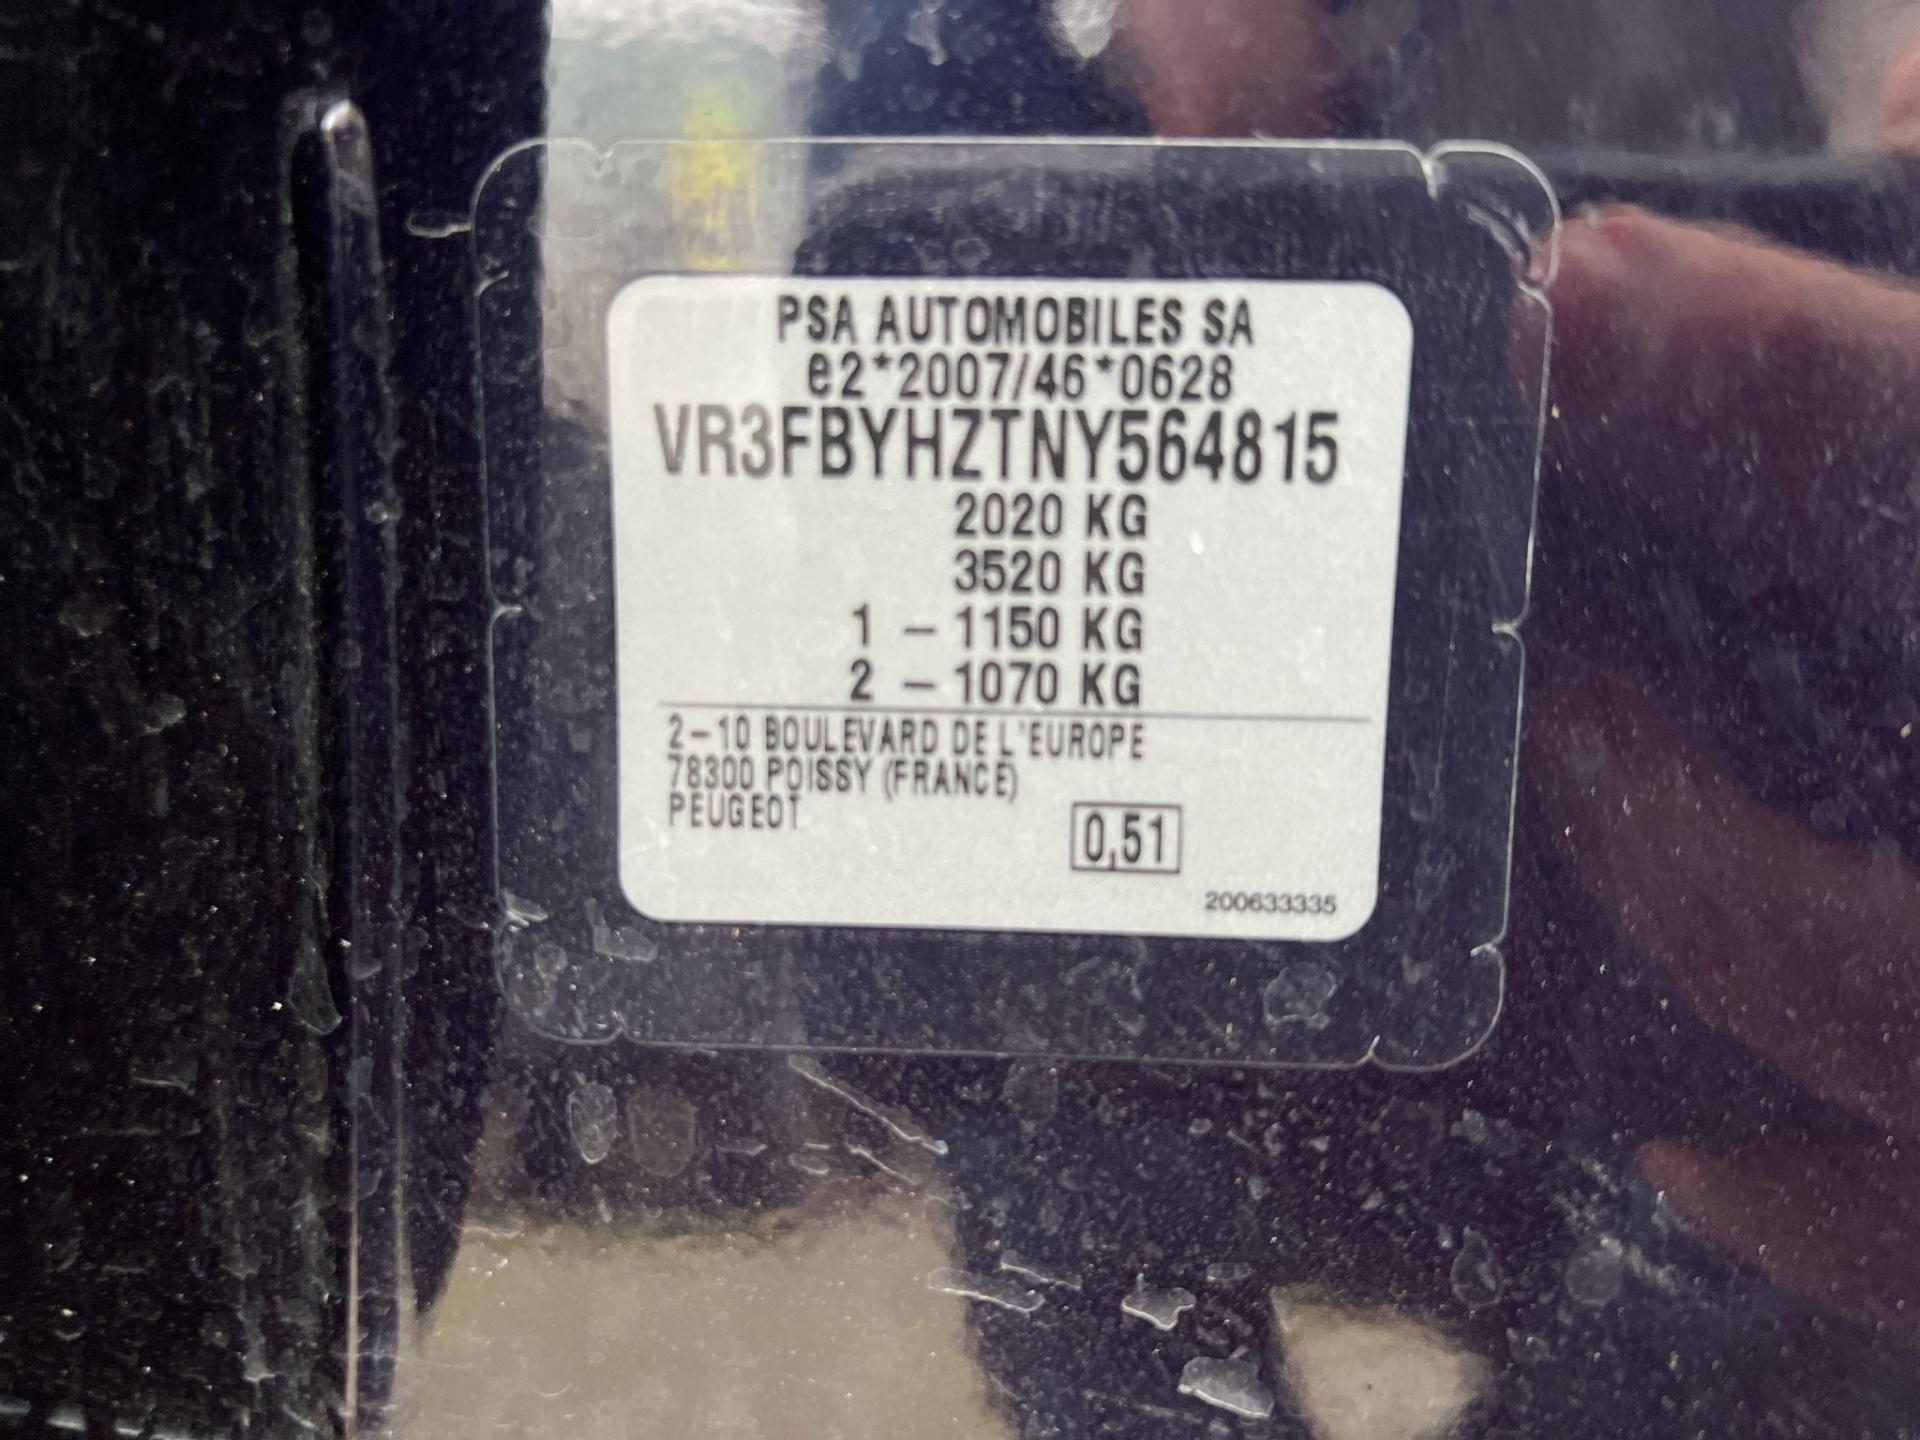 PSA AUTOMOBILES SA
e2*2007/46*0628
VR3FBYHZTNY564815
2020 KG
3520 KG
1 - 1150 KG
2 - 1070 KG
2-10 BOULEVARD DE L'EUROPE
78300 POISSY (FRANCE)
PEUGEOT
0,51
200633335